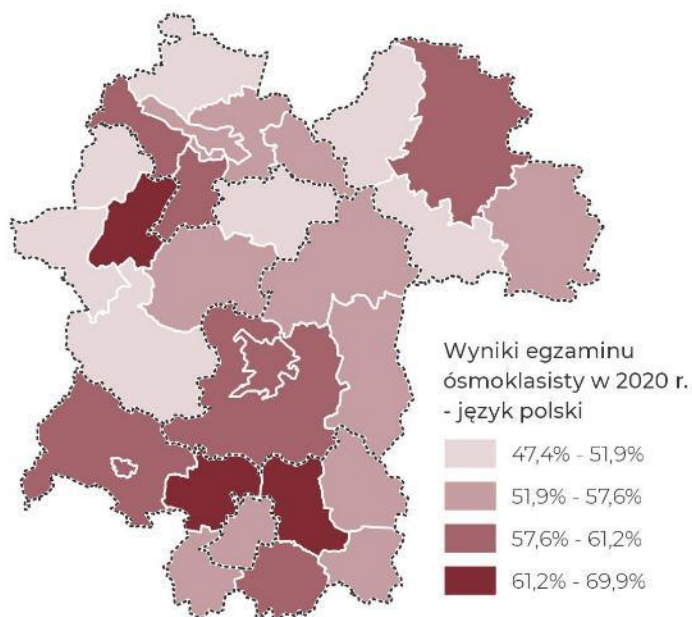 Wyniki egzaminu
ósmoklasisty w 2020 r.
- język polski
47,4% - 51,9%
51,9% - 57,6%
57,6% - 61,2%
61,2% - 69,9%